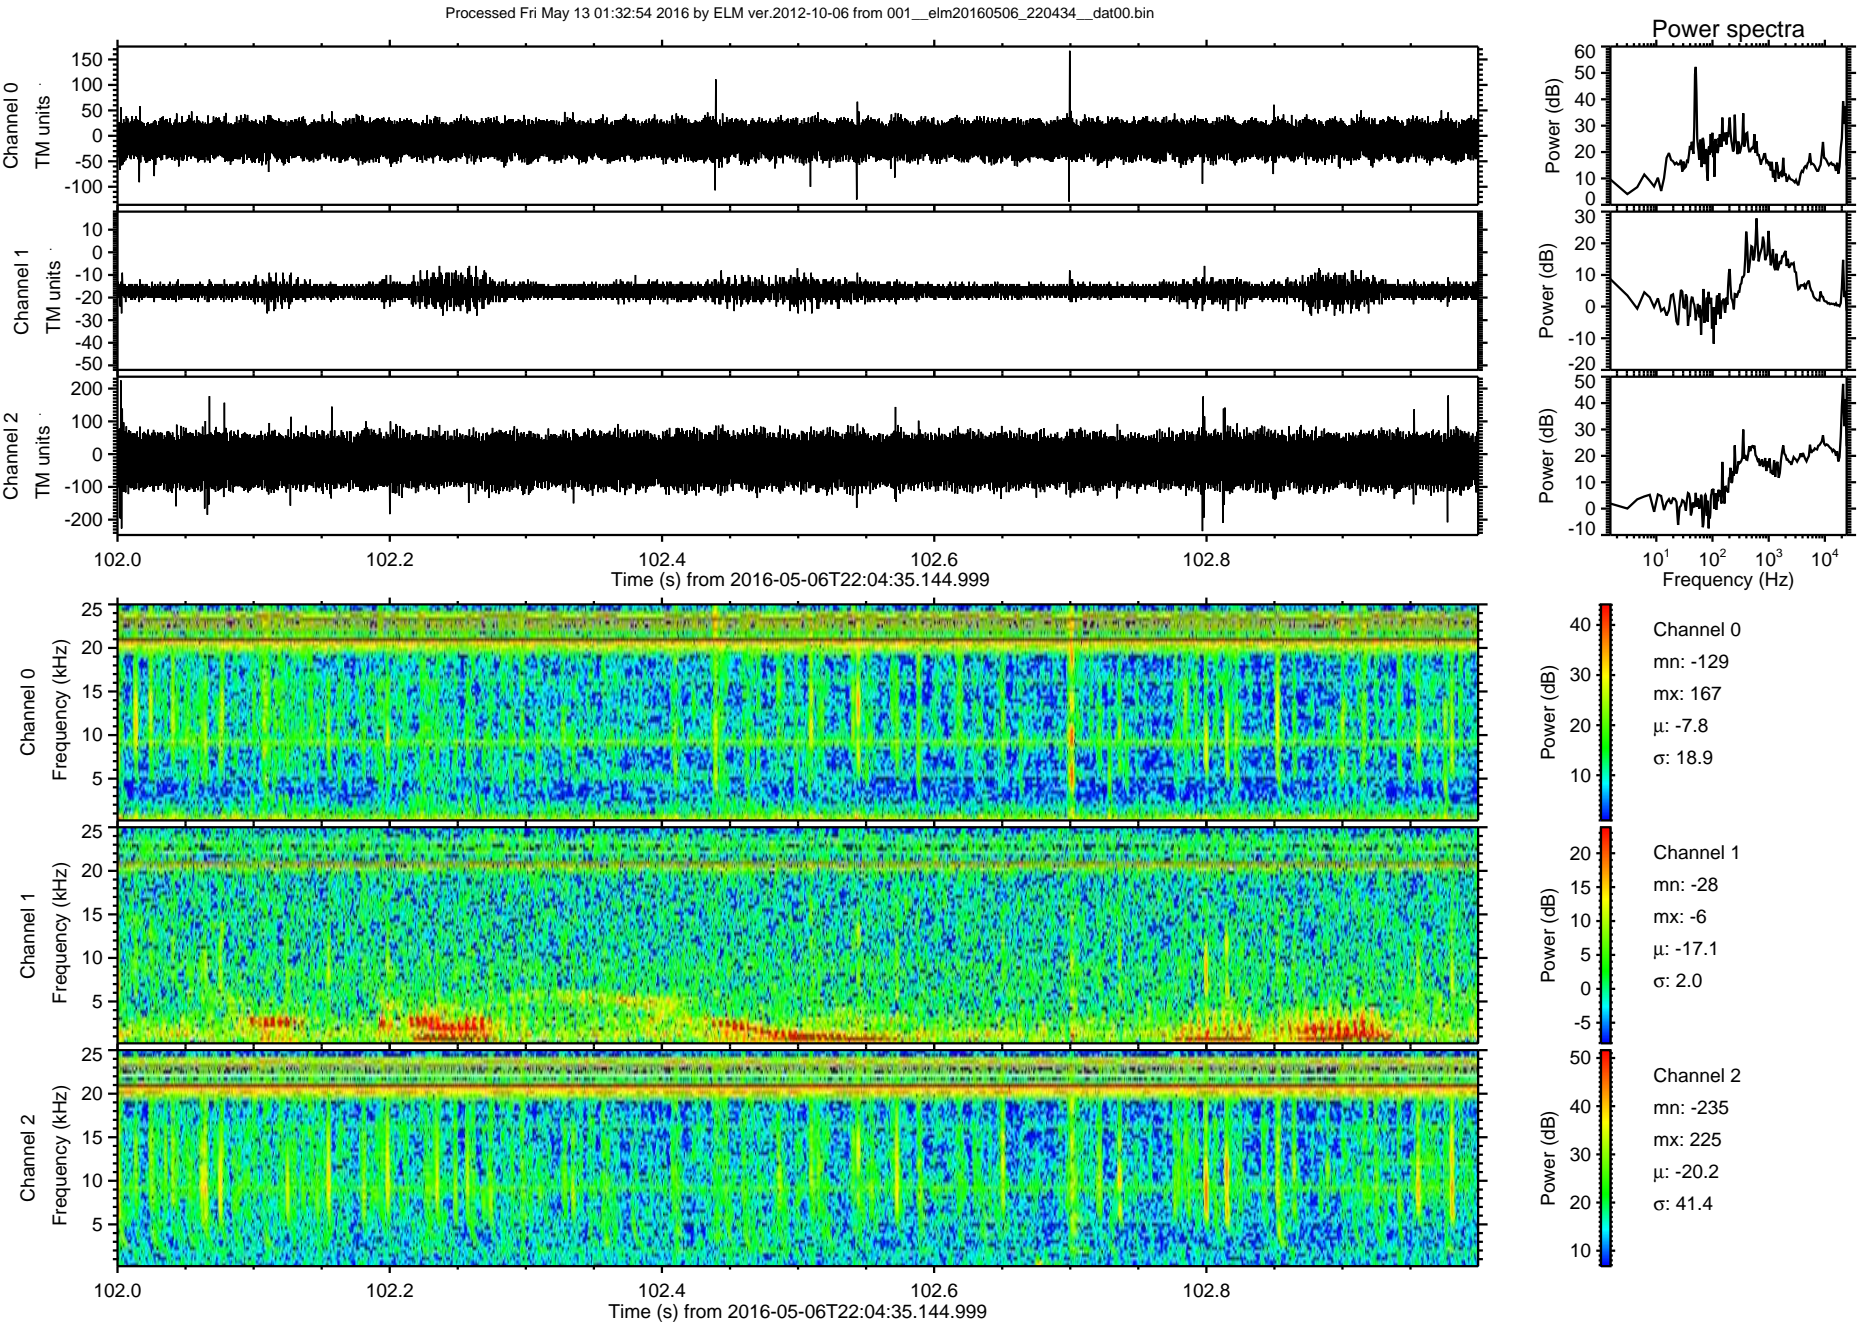 Processed Fri May 13 01:32:54 2016 by ELM ver.2012-10-06 from 001__elm20160506_220434__dat00.bin
Power spectra
Channel 0
TM units
150
100
50
0
-50
-100
Power (dB)
60
50
40
30
20
10
0
Channel 1
TM units
10
0
-10
-20
-30
-40
-50
Power (dB)
30
20
10
0
-10
-20
Channel 2
TM units
200
100
0
-100
-200
Power (dB)
50
40
30
20
10
0
-10
102.0 102.2 102.4 102.6 102.8
Time (s) from 2016-05-06T22:04:35.144.999
10¹ 10² 10³ 10⁴
Frequency (Hz)
Channel 0
Frequency (kHz)
25
20
15
10
5
Power (dB)
40
30
20
10
Channel 0
mn: -129
mx: 167
μ: -7.8
σ: 18.9
Channel 1
Frequency (kHz)
25
20
15
10
5
Power (dB)
20
15
10
5
0
-5
Channel 1
mn: -28
mx: -6
μ: -17.1
σ: 2.0
Channel 2
Frequency (kHz)
25
20
15
10
5
Power (dB)
50
40
30
20
10
Channel 2
mn: -235
mx: 225
μ: -20.2
σ: 41.4
102.0 102.2 102.4 102.6 102.8
Time (s) from 2016-05-06T22:04:35.144.999